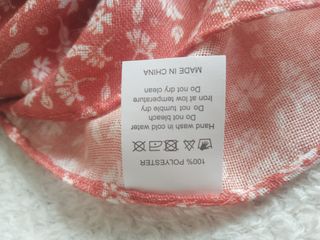 100% POLYESTER
Hand wash in cold water
Do not bleach
Do not tumble dry
Iron at low temperature
Do not dry clean
MADE IN CHINA